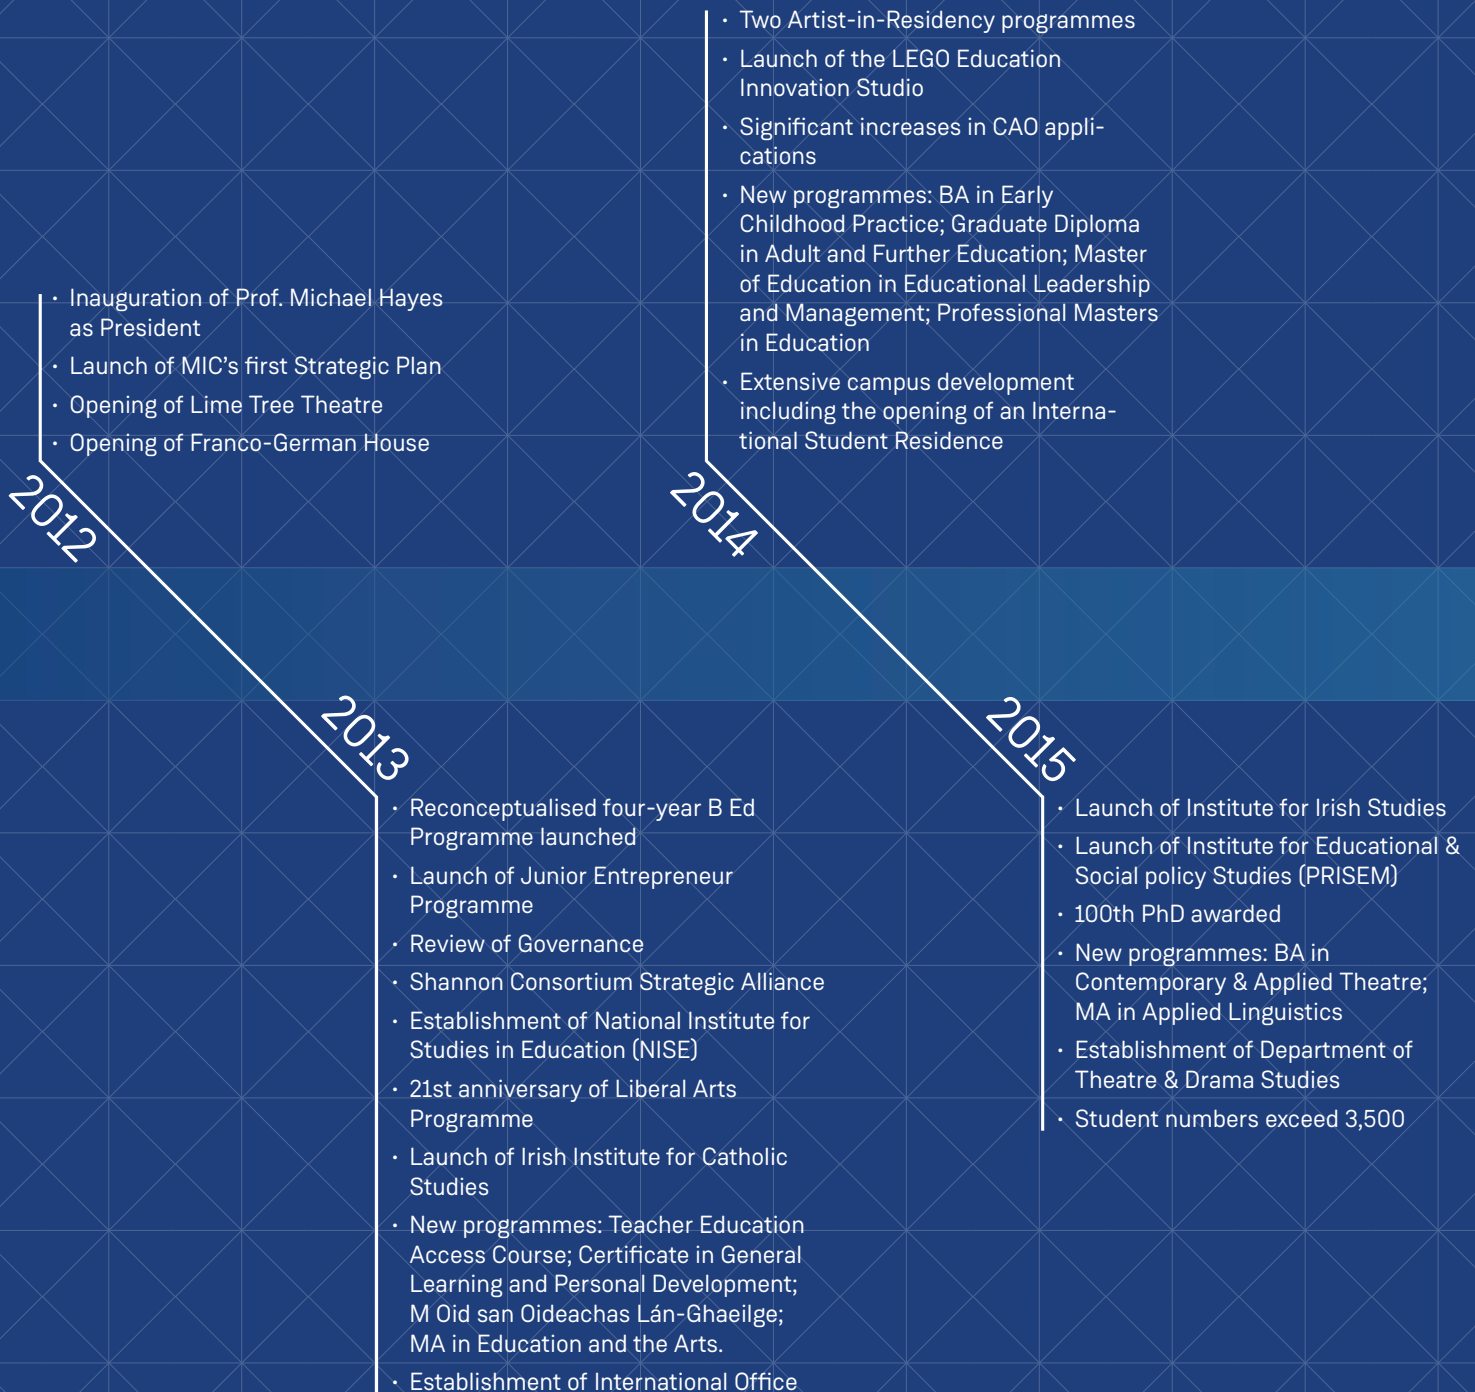 · Inauguration of Prof. Michael Hayes
as President
· Launch of MIC’s first Strategic Plan
· Opening of Lime Tree Theatre
· Opening of Franco-German House
2012
2013
· Reconceptualised four-year B Ed
Programme launched
· Launch of Junior Entrepreneur
Programme
· Review of Governance
· Shannon Consortium Strategic Alliance
· Establishment of National Institute for
Studies in Education (NISE)
· 21st anniversary of Liberal Arts
Programme
· Launch of Irish Institute for Catholic
Studies
· New programmes: Teacher Education
Access Course; Certificate in General
Learning and Personal Development;
M Oid san Oideachas Lán-Ghaeilge;
MA in Education and the Arts.
· Establishment of International Office
· Two Artist-in-Residency programmes
· Launch of the LEGO Education
Innovation Studio
· Significant increases in CAO appli-
cations
· New programmes: BA in Early
Childhood Practice; Graduate Diploma
in Adult and Further Education; Master
of Education in Educational Leadership
and Management; Professional Masters
in Education
· Extensive campus development
including the opening of an Interna-
tional Student Residence
2014
2015
· Launch of Institute for Irish Studies
· Launch of Institute for Educational &
Social policy Studies (PRISEM)
· 100th PhD awarded
· New programmes: BA in
Contemporary & Applied Theatre;
MA in Applied Linguistics
· Establishment of Department of
Theatre & Drama Studies
· Student numbers exceed 3,500